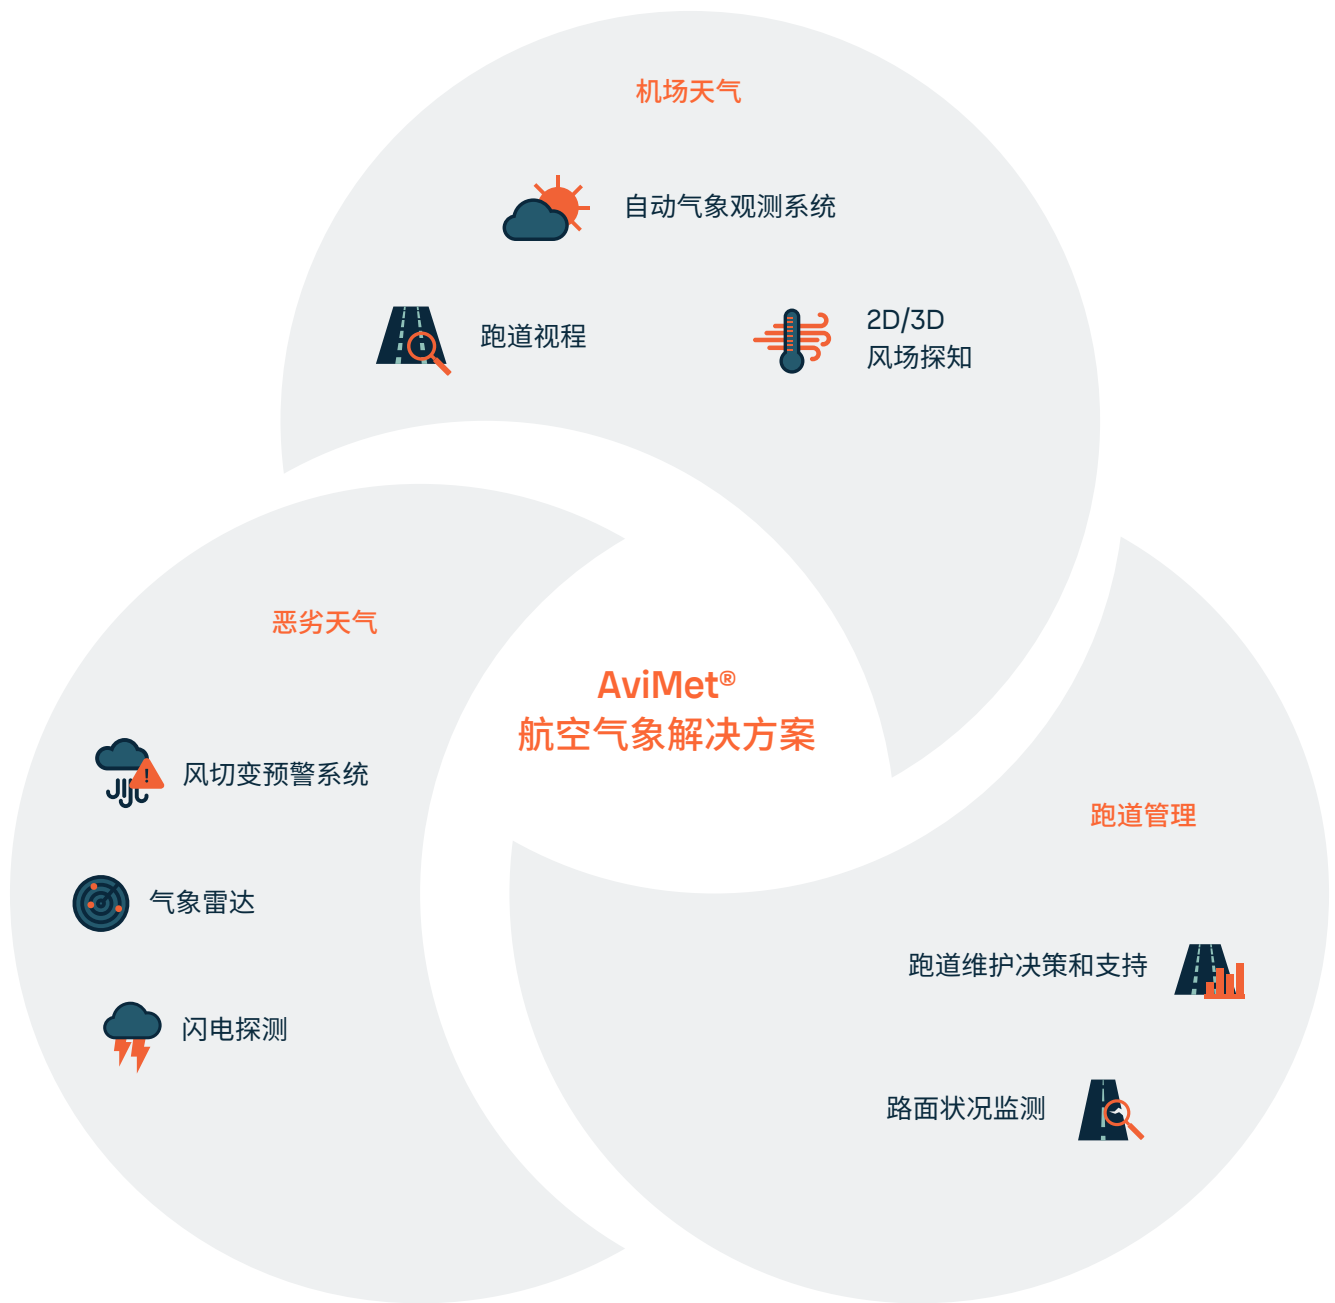 机场天气
自动气象观测系统
跑道视程
2D/3D
风场探知
恶劣天气
风切变预警系统
气象雷达
闪电探测
AviMet®
航空气象解决方案
跑道管理
跑道维护决策和支持
路面状况监测